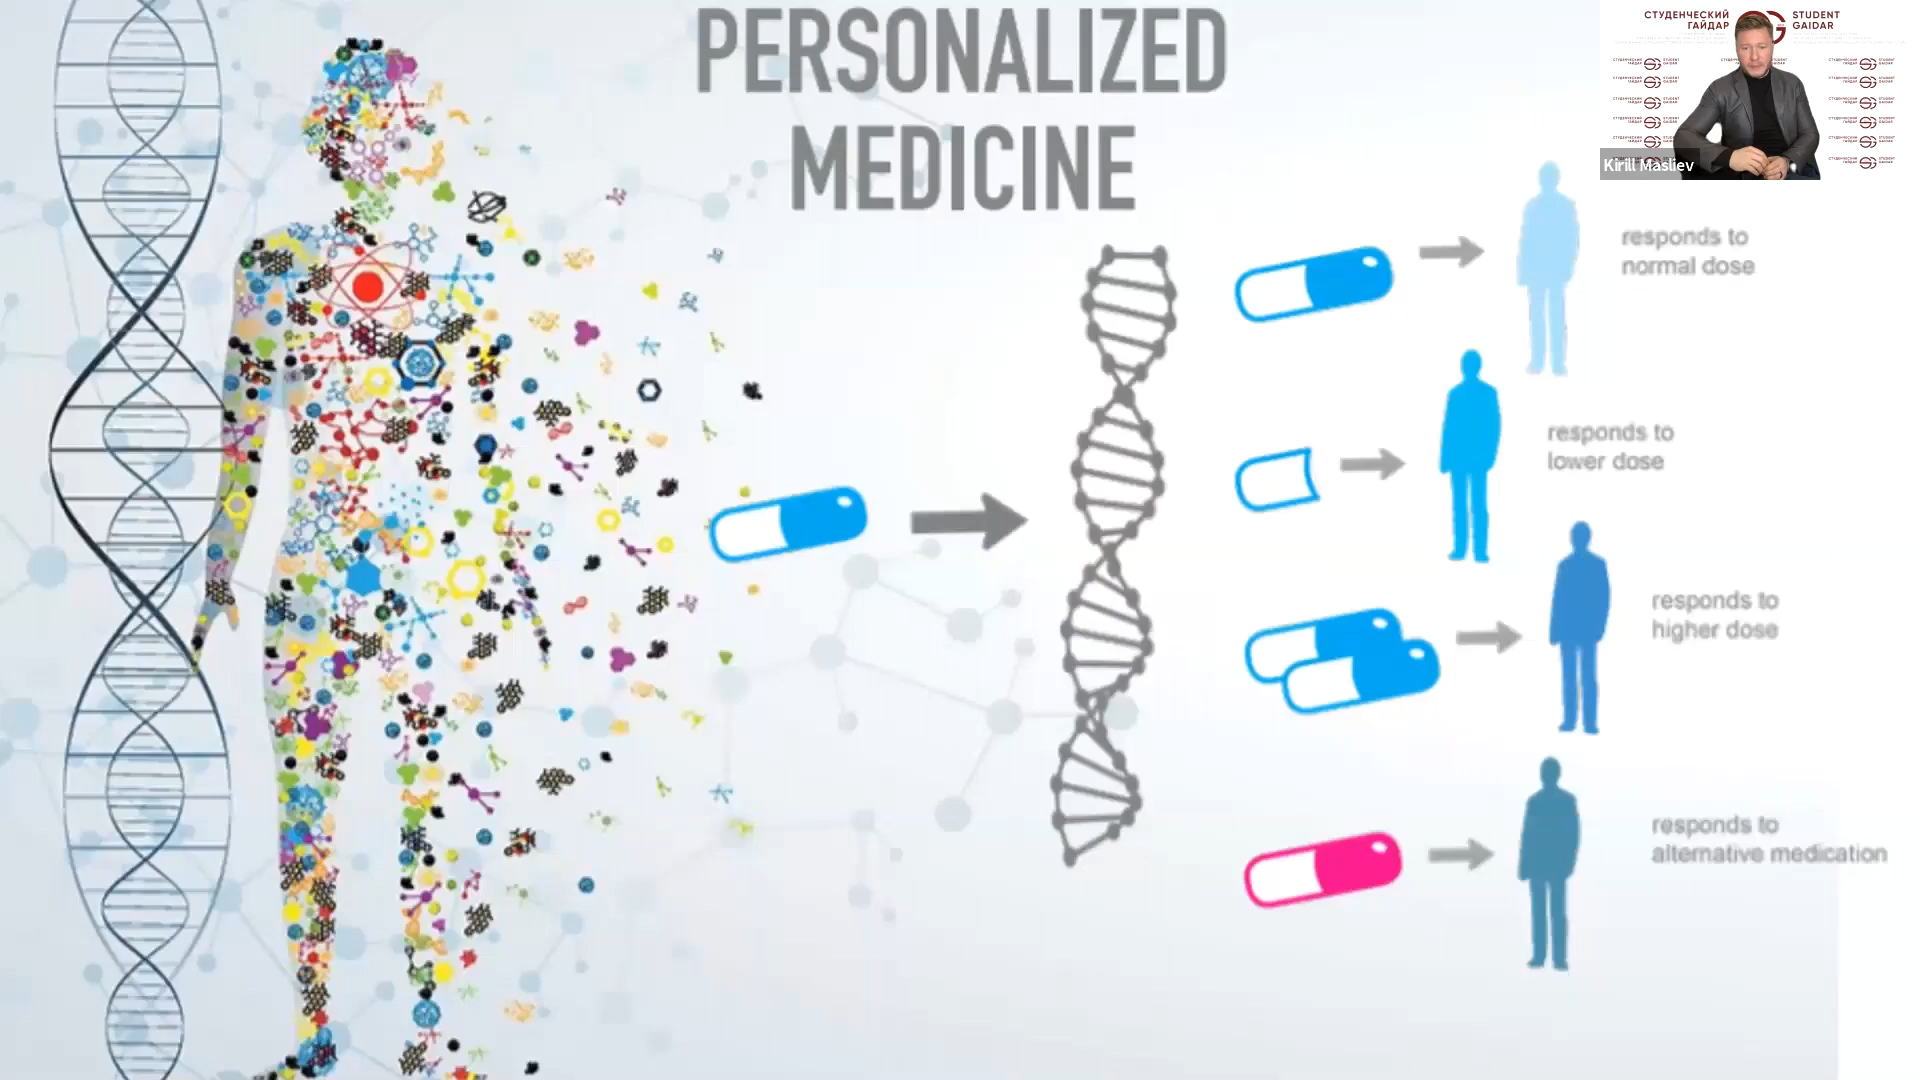 PERSONALIZED
MEDICINE
СТУДЕНЧЕСКИЙ
ГАЙДАР
STUDENT
GAIDAR
Kirill Masliev
responds to
normal dose
responds to
lower dose
responds to
higher dose
responds to
alternative medication